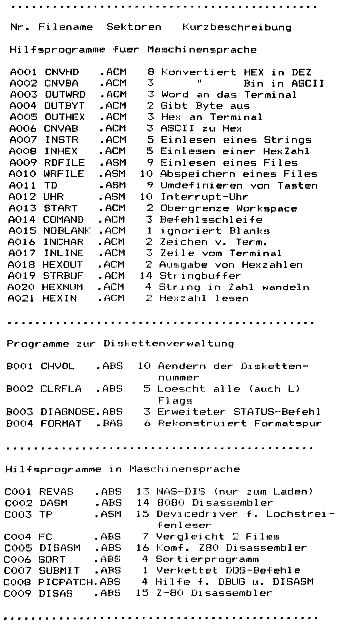 Nr. Filename Sektoren Kurzbeschreibung
Hilfsprogramme fuer Maschinensprache
A001 CNVHD .ACM 8 Konvertiert HEX in DEZ
A002 CNVBA .ACM 3 " Bin in ASCII
A003 OUTWRD .ACM 3 Word an das Terminal
A004 OUTBYT .ACM 2 Gibt Byte aus
A005 OUTHEX .ACM 3 Hex an Terminal
A006 CNVAB .ACM 3 ASCII zu Hex
A007 INSTR .ACM 5 Einlesen eines Strings
A008 INHEX .ACM 5 Einlesen einer HexZahl
A009 RDFILE .ASM 9 Einlesen eines Files
A010 WRFILE .ASM 10 Abspeichern eines Files
A011 TD .ASM 9 Umdefinieren von Tasten
A012 UHR .ASM 10 Interrupt-Uhr
A013 START .ACM 2 Obergrenze Workspace
A014 COMAND .ACM 3 Befehlsschleife
A015 NOBLANK .ACM 1 ignoriert Blanks
A016 INCHAR .ACM 2 Zeichen v. Term.
A017 INLINE .ACM 3 Zeile vom Terminal
A018 HEXOUT .ACM 2 Ausgabe von Hexzahlen
A019 STRBUF .ACM 14 Stringbuffer
A020 HEXNUM .ACM 4 String in Zahl wandeln
A021 HEXIN .ACM 2 Hexzahl lesen
Programme zur Diskettenverwaltung
B001 CHVOL .ABS 10 Aendern der Disketten-
nummer
B002 CLRFLA .ABS 5 Loescht alle (auch L)
Flags
B003 DIAGNOSE.ABS 3 Erweiterter STATUS-Befehl
B004 FORMAT .BAS 6 Rekonstruiert Formatspur
Hilfsprogramme in Maschinensprache
C001 REVAS .ABS 13 NAS-DIS (nur zum Laden)
C002 DASM .ABS 14 8080 Disassembler
C003 TP .ASM 15 Devicedriver f. Lochstrei-
fenleser
C004 FC .ABS 7 Vergleicht 2 Files
C005 DISASM .ABS 16 Komf. Z80 Disassembler
C006 SORT .ABS 4 Sortierprogramm
C007 SUBMIT .ABS 1 Verkettet DOS-Befehle
C008 PICPATCH.ABS 4 Hilfe f. DBUG u. DISASM
C009 DISAS .ABS 15 Z-80 Disassembler